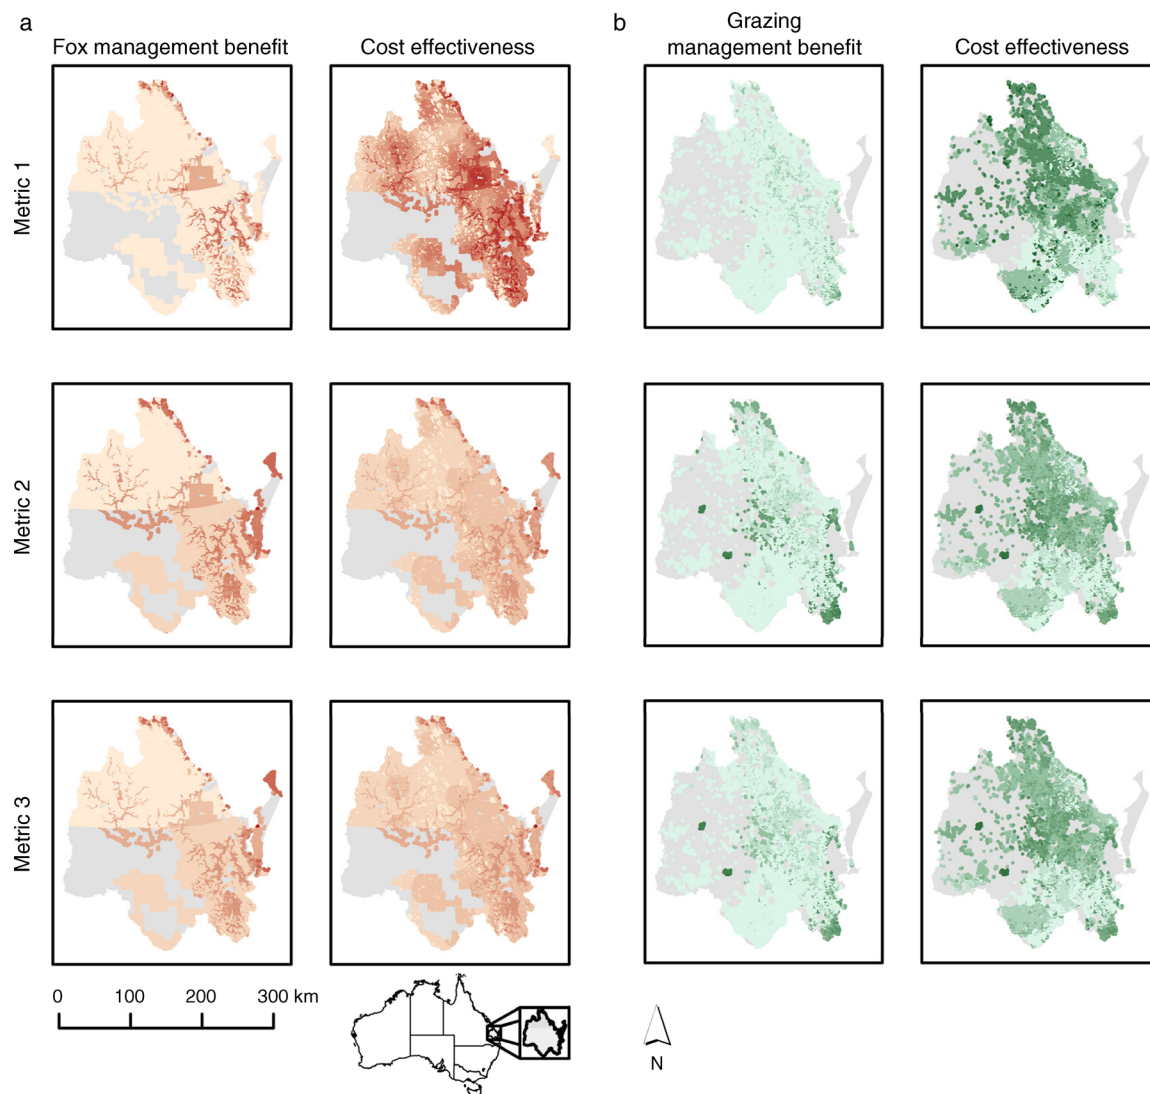 a
Fox management benefit
Cost effectiveness
b
Grazing
management benefit
Cost effectiveness
Metric 1
Metric 2
Metric 3
0 100 200 300 km
N